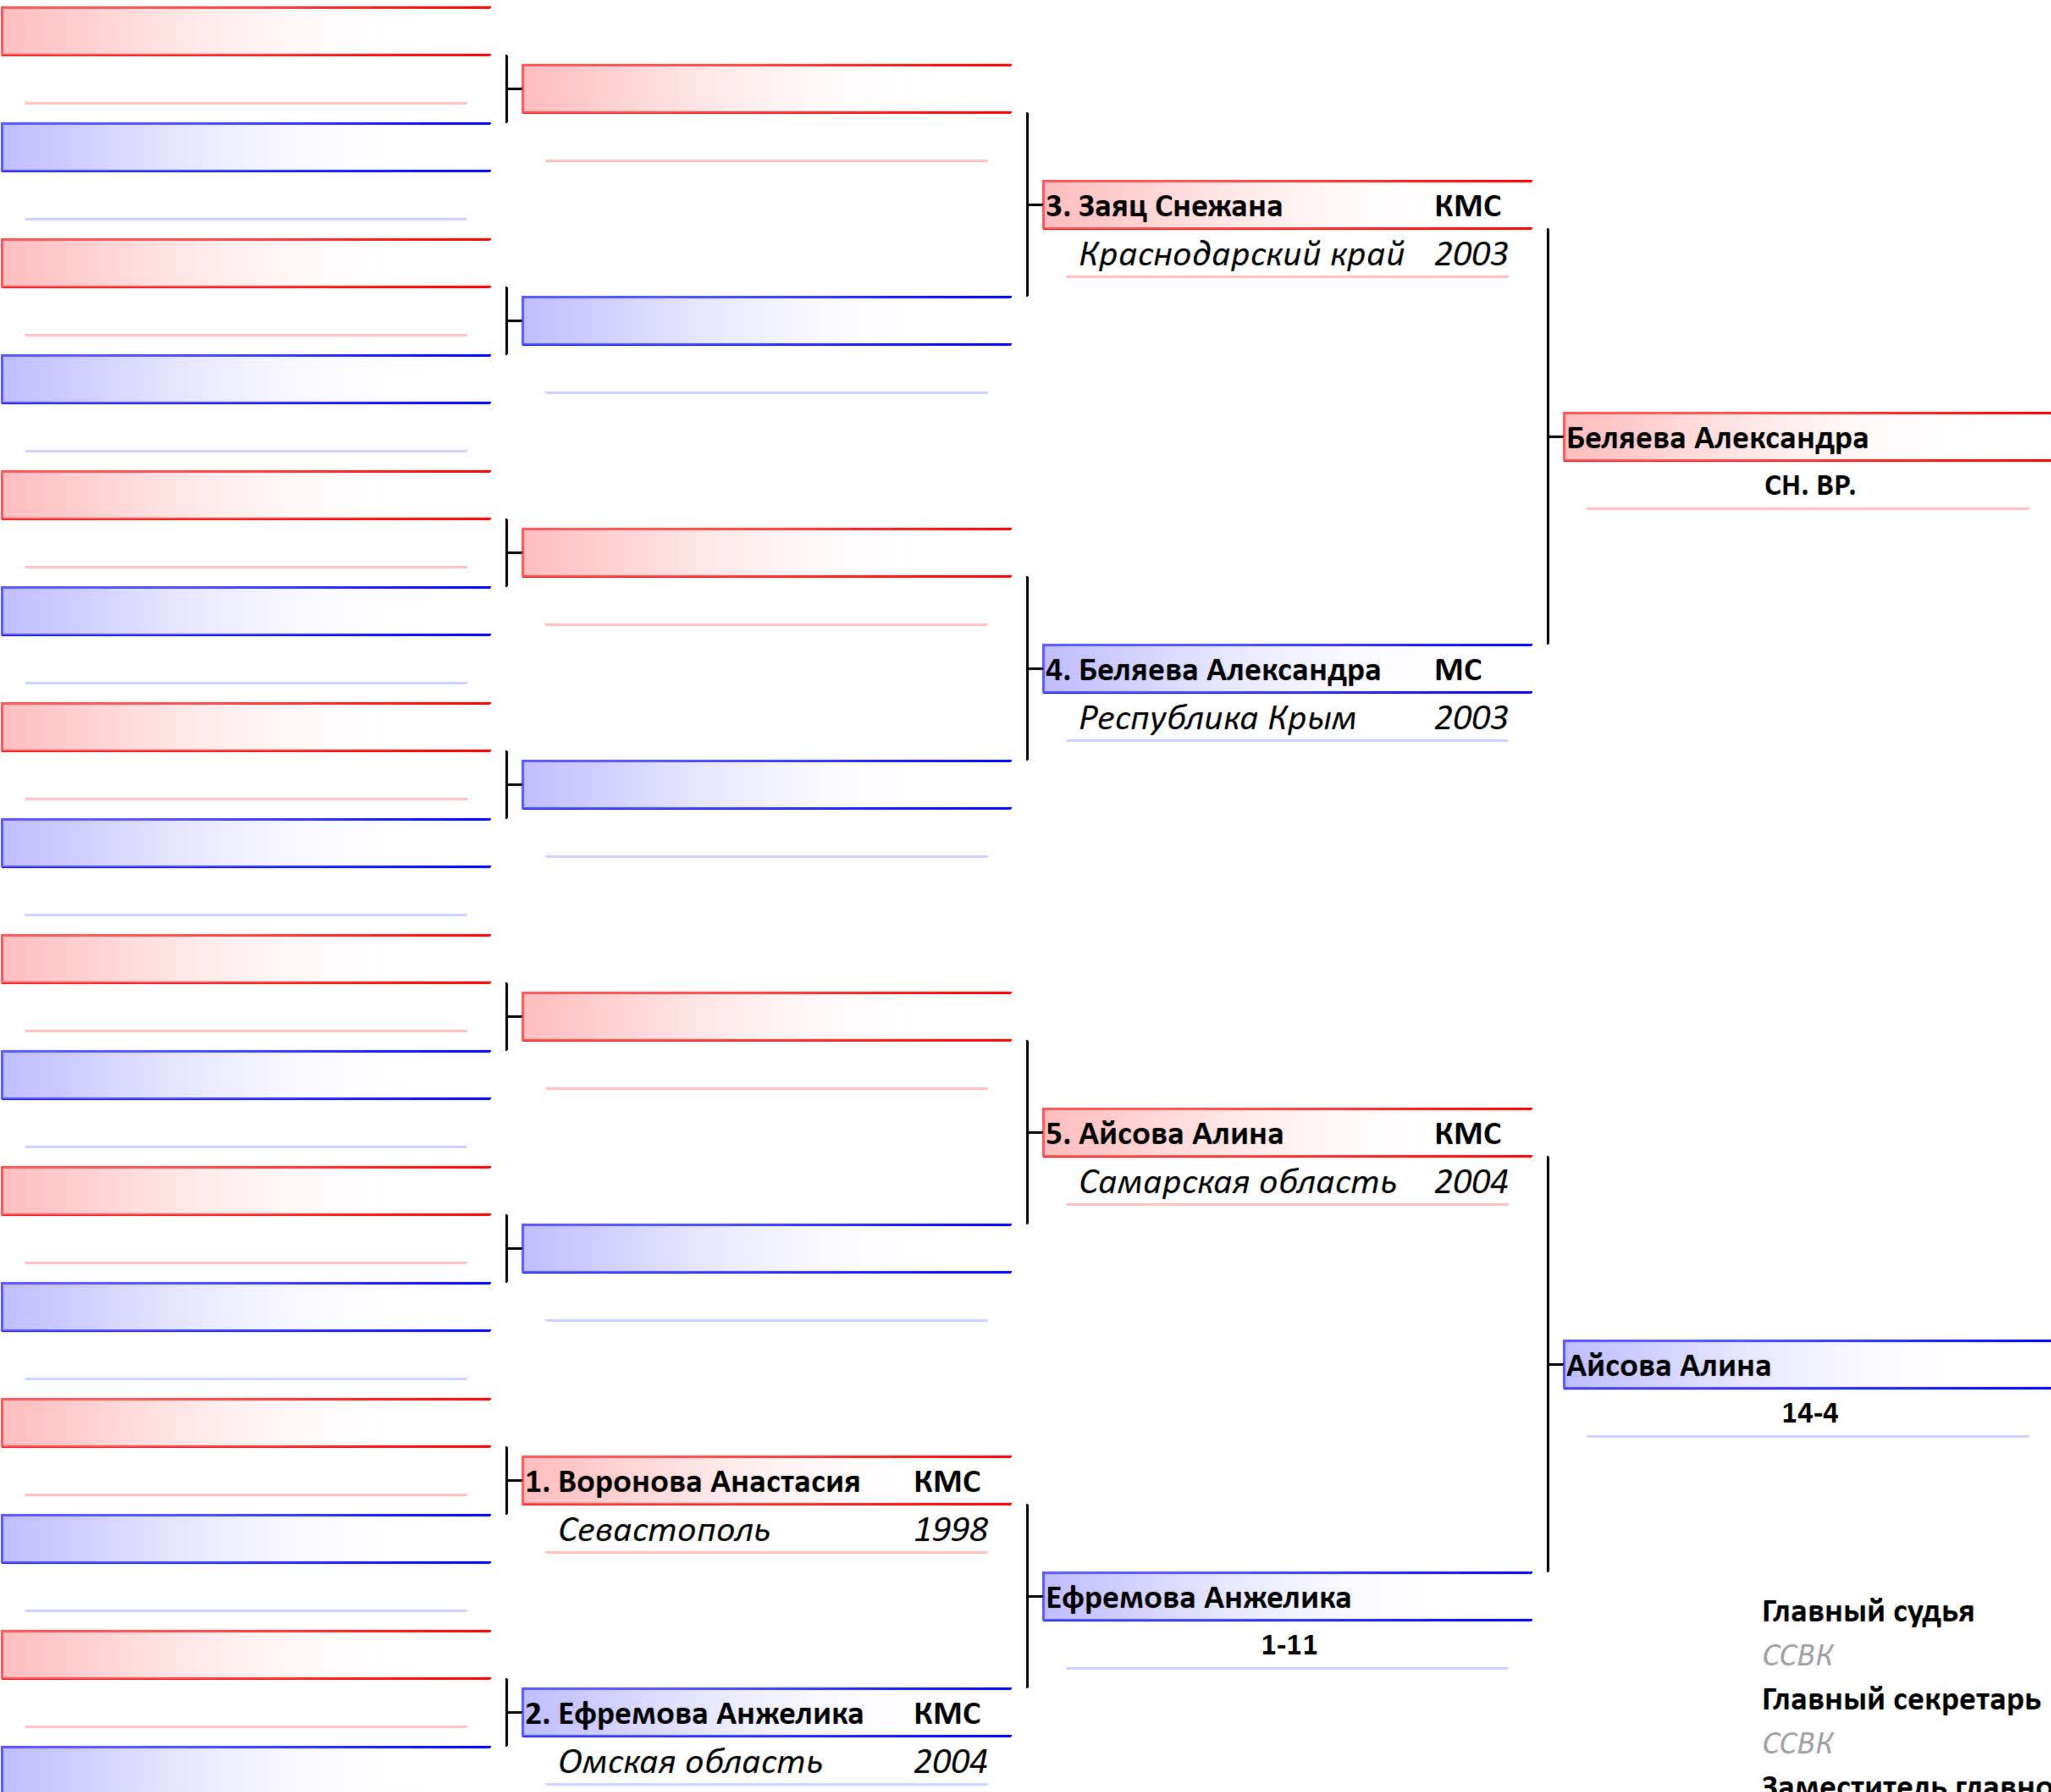 3. Заяц Снежана КМС
Краснодарский край 2003
Беляева Александра
СН. ВР.
4. Беляева Александра МС
Республика Крым 2003
5. Айсова Алина КМС
Самарская область 2004
Айсова Алина
14-4
1. Воронова Анастасия КМС
Севастополь 1998
Ефремова Анжелика
1-11
2. Ефремова Анжелика КМС
Омская область 2004
Главный судья
ССВК
Главный секретарь
ССВК
Заместитель главно